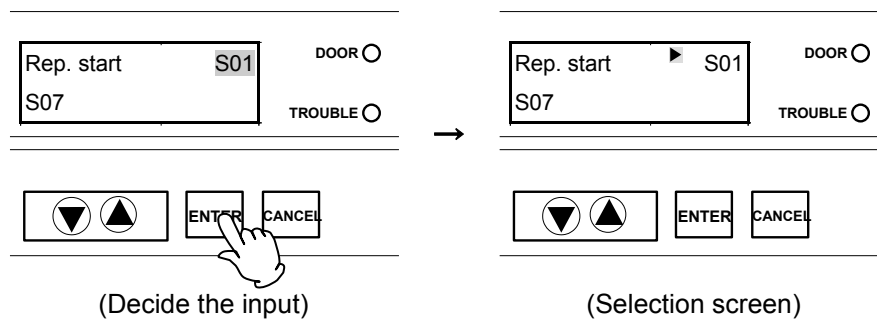 Rep. start S01
S07
DOOR
TROUBLE
ENTER CANCEL
(Decide the input)
→
Rep. start ▶ S01
S07
DOOR
TROUBLE
ENTER CANCEL
(Selection screen)